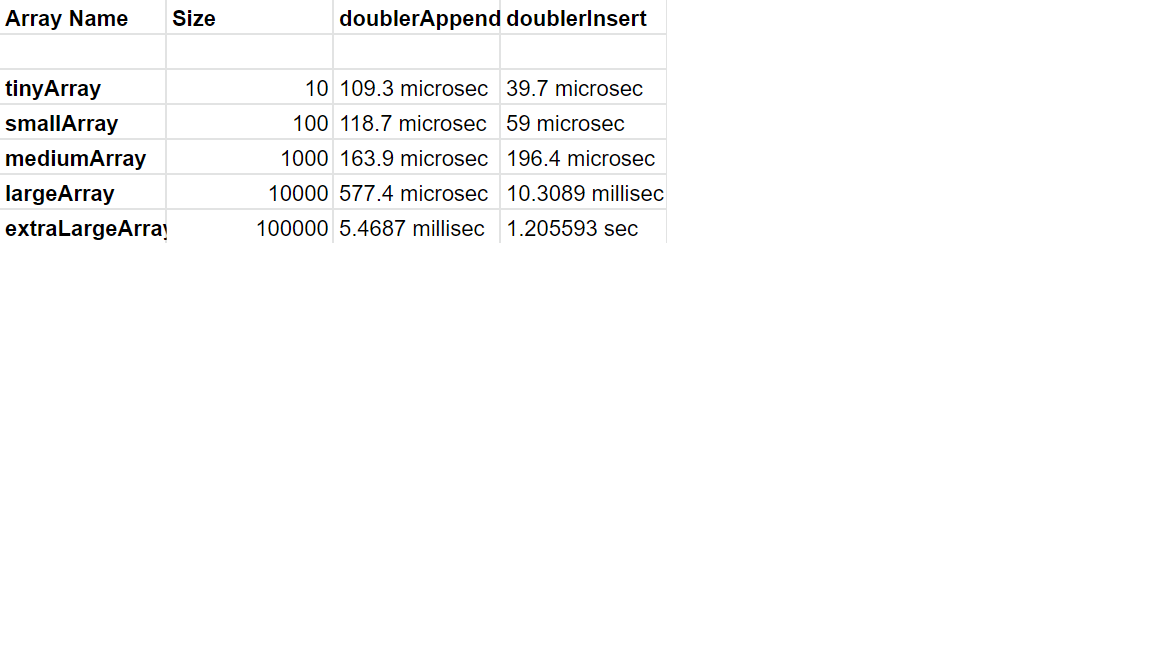 Array Name Size doublerAppend doublerInsert
tinyArray 10 109.3 microsec 39.7 microsec
smallArray 100 118.7 microsec 59 microsec
mediumArray 1000 163.9 microsec 196.4 microsec
largeArray 10000 577.4 microsec 10.3089 millisec
extraLargeArray 100000 5.4687 millisec 1.205593 sec